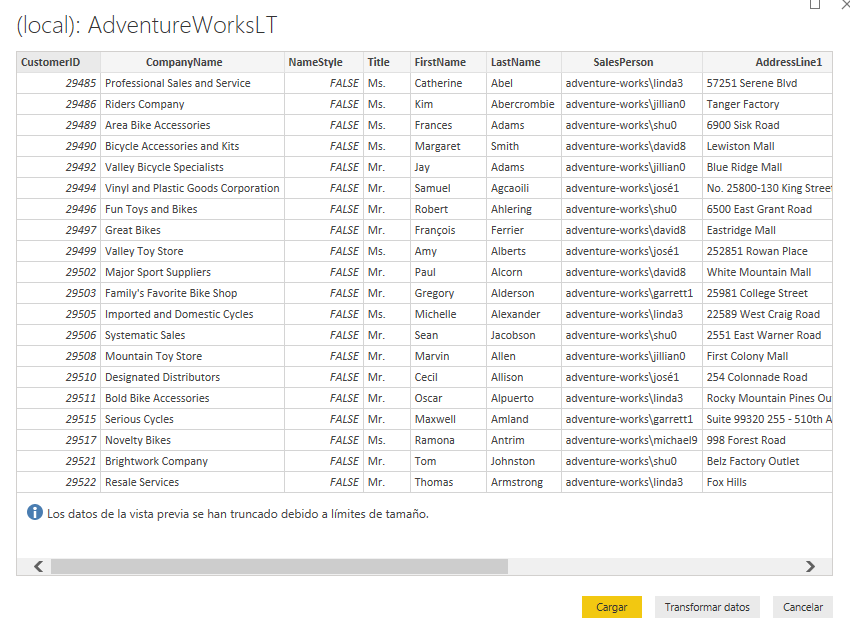 (local): AdventureWorksLT
CustomerID CompanyName NameStyle Title FirstName LastName SalesPerson AddressLine1
29485 Professional Sales and Service FALSE Ms. Catherine Abel adventure-works\linda3 57251 Serene Blvd
29486 Riders Company FALSE Ms. Kim Abercrombie adventure-works\jillian0 Tanger Factory
29489 Area Bike Accessories FALSE Ms. Frances Adams adventure-works\shu0 6900 Sisk Road
29490 Bicycle Accessories and Kits FALSE Ms. Margaret Smith adventure-works\david8 Lewiston Mall
29492 Valley Bicycle Specialists FALSE Mr. Jay Adams adventure-works\jillian0 Blue Ridge Mall
29494 Vinyl and Plastic Goods Corporation FALSE Mr. Samuel Agcaoili adventure-works\josé1 No. 25800-130 King Stree
29496 Fun Toys and Bikes FALSE Mr. Robert Ahlering adventure-works\shu0 6500 East Grant Road
29497 Great Bikes FALSE Mr. François Ferrier adventure-works\david8 Eastridge Mall
29499 Valley Toy Store FALSE Ms. Amy Alberts adventure-works\josé1 252851 Rowan Place
29502 Major Sport Suppliers FALSE Mr. Paul Alcorn adventure-works\david8 White Mountain Mall
29503 Family's Favorite Bike Shop FALSE Mr. Gregory Alderson adventure-works\garrett1 25981 College Street
29505 Imported and Domestic Cycles FALSE Ms. Michelle Alexander adventure-works\linda3 22589 West Craig Road
29506 Systematic Sales FALSE Mr. Sean Jacobson adventure-works\shu0 2551 East Warner Road
29508 Mountain Toy Store FALSE Mr. Marvin Allen adventure-works\jillian0 First Colony Mall
29510 Designated Distributors FALSE Mr. Cecil Allison adventure-works\josé1 254 Colonnade Road
29511 Bold Bike Accessories FALSE Mr. Oscar Alpuerto adventure-works\linda3 Rocky Mountain Pines Ou
29515 Serious Cycles FALSE Mr. Maxwell Amland adventure-works\garrett1 Suite 99320 255 - 510th A
29517 Novelty Bikes FALSE Ms. Ramona Antrim adventure-works\michael9 998 Forest Road
29521 Brightwork Company FALSE Mr. Tom Johnston adventure-works\shu0 Belz Factory Outlet
29522 Resale Services FALSE Mr. Thomas Armstrong adventure-works\linda3 Fox Hills
Los datos de la vista previa se han truncado debido a límites de tamaño.
Cargar Transformar datos Cancelar